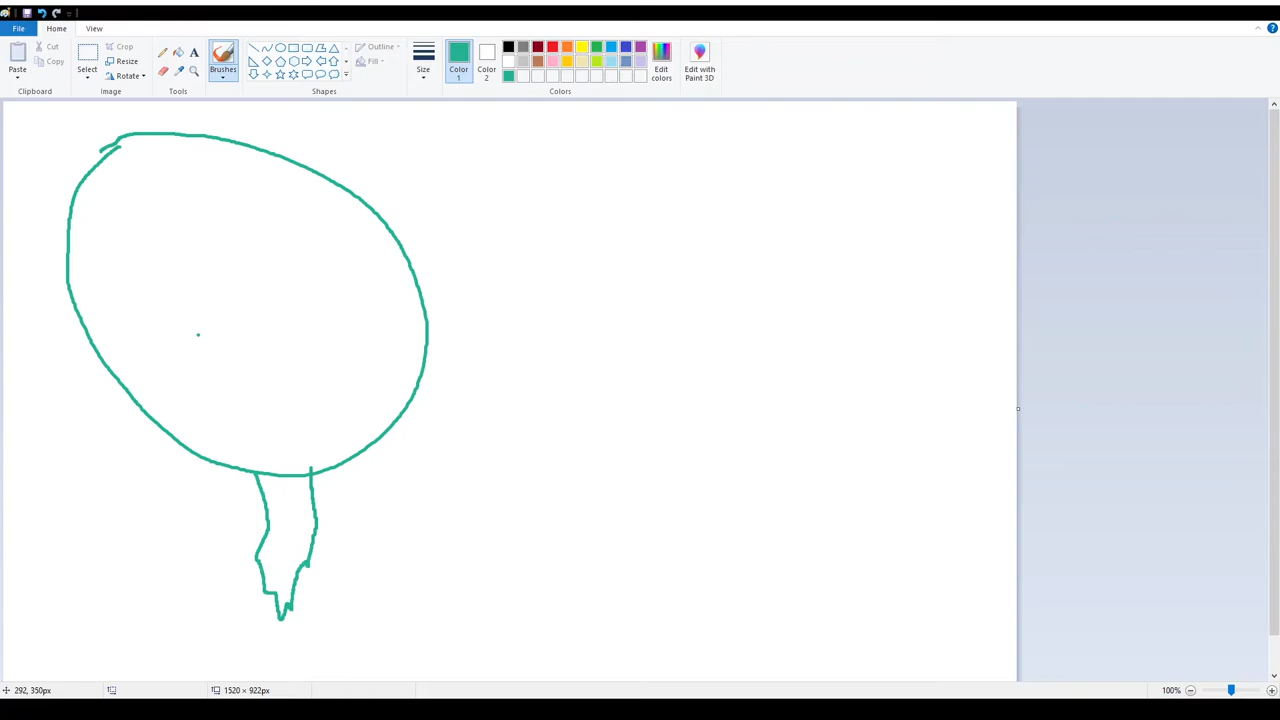 File Home View
Paste Cut Copy Select Crop Resize Rotate Brushes Outline Fill Size Color 1 Color 2 Edit colors Edit with Paint 3D
Clipboard Image Tools Shapes Colors
292, 350px 1520 × 922px 100%